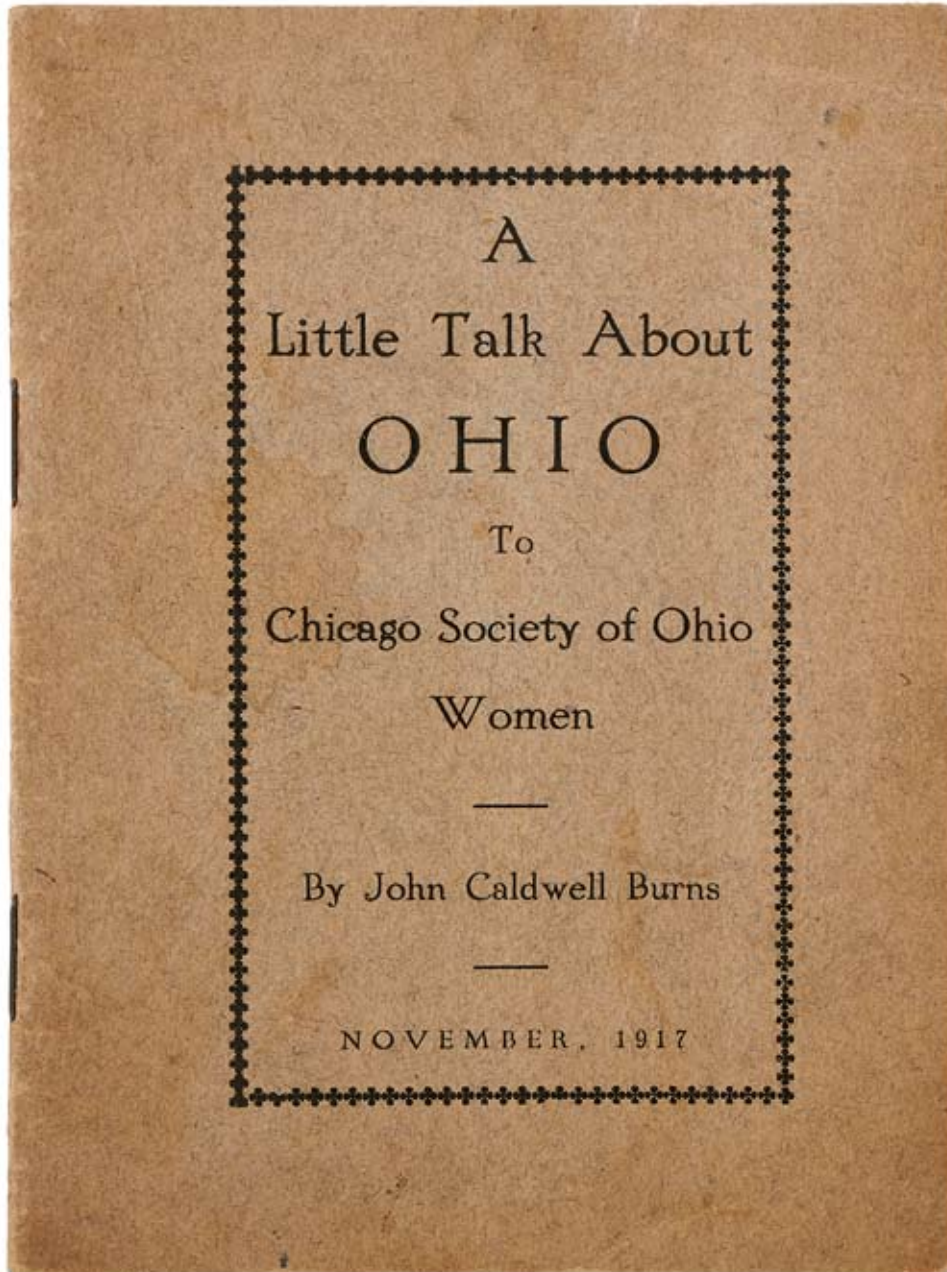 A
Little Talk About
OHIO
To
Chicago Society of Ohio
Women
By John Caldwell Burns
NOVEMBER, 1917